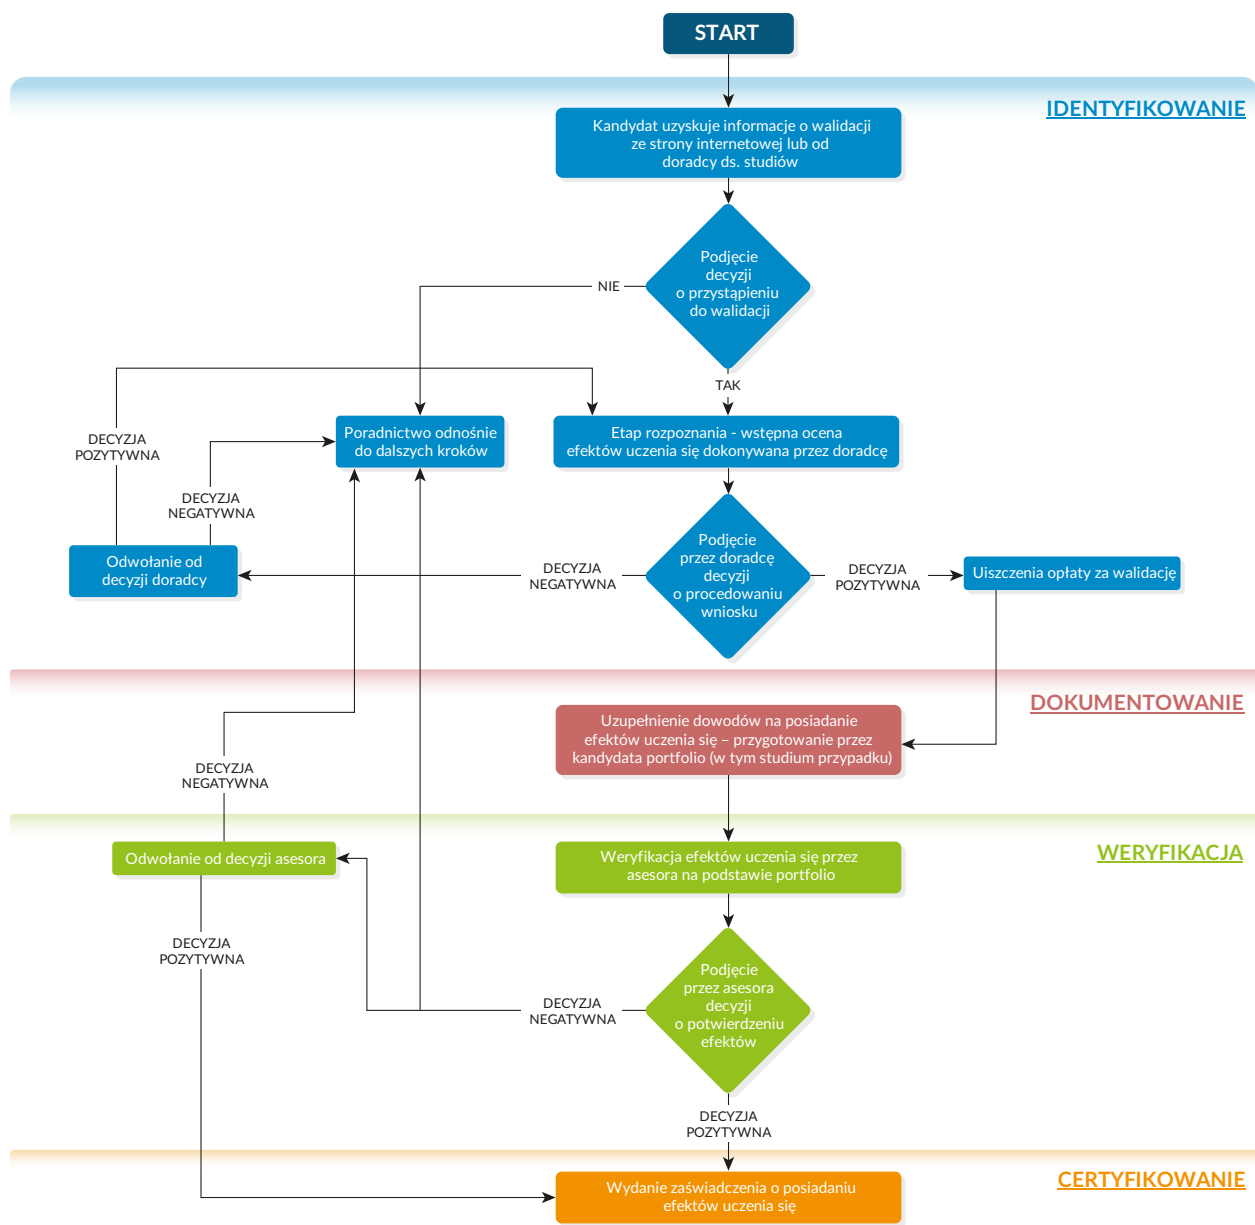 START
IDENTYFIKOWANIE
Kandydat uzyskuje informacje o walidacji
ze strony internetowej lub od
doradcy ds. studiów
Podjęcie
decyzji
o przystąpieniu
do walidacji
NIE
TAK
DECYZJA
POZYTYWNA
Poradnictwo odnośnie
do dalszych kroków
Etap rozpoznania - wstępna ocena
efektów uczenia się dokonywana przez doradcę
DECYZJA
NEGATYWNA
Odwołanie od
decyzji doradcy
DECYZJA
NEGATYWNA
Podjęcie
przez doradcę
decyzji
o procedowaniu
wniosku
DECYZJA
POZYTYWNA
Uiszczenia opłaty za walidację
DOKUMENTOWANIE
Uzupełnienie dowodów na posiadanie
efektów uczenia się – przygotowanie przez
kandydata portfolio (w tym studium przypadku)
DECYZJA
NEGATYWNA
WERYFIKACJA
Odwołanie od decyzji asesora
Weryfikacja efektów uczenia się przez
asesora na podstawie portfolio
DECYZJA
POZYTYWNA
DECYZJA
NEGATYWNA
Podjęcie
przez asesora
decyzji
o potwierdzeniu
efektów
DECYZJA
POZYTYWNA
CERTYFIKOWANIE
Wydanie zaświadczenia o posiadaniu
efektów uczenia się